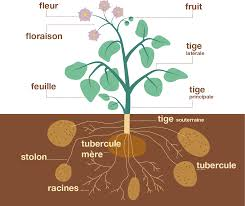 fleur
fruit
floraison
tige
latérale
feuille
tige
principale
tige souterraine
stolon
tubercule
mère
tubercule
racines